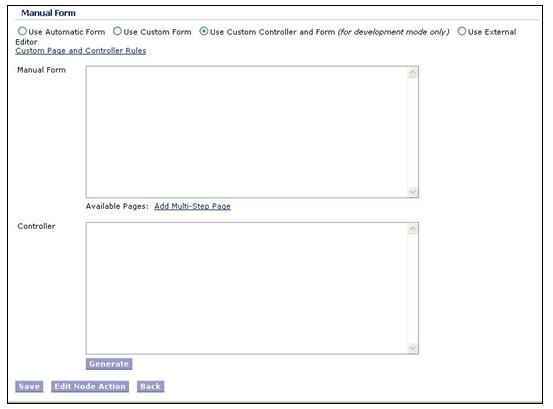 Manual Form
Use Automatic Form Use Custom Form Use Custom Controller and Form (for development mode only) Use External
Editor
Custom Page and Controller Rules
Manual Form
Available Pages: Add Multi-Step Page
Controller
Generate
Save Edit Node Action Back